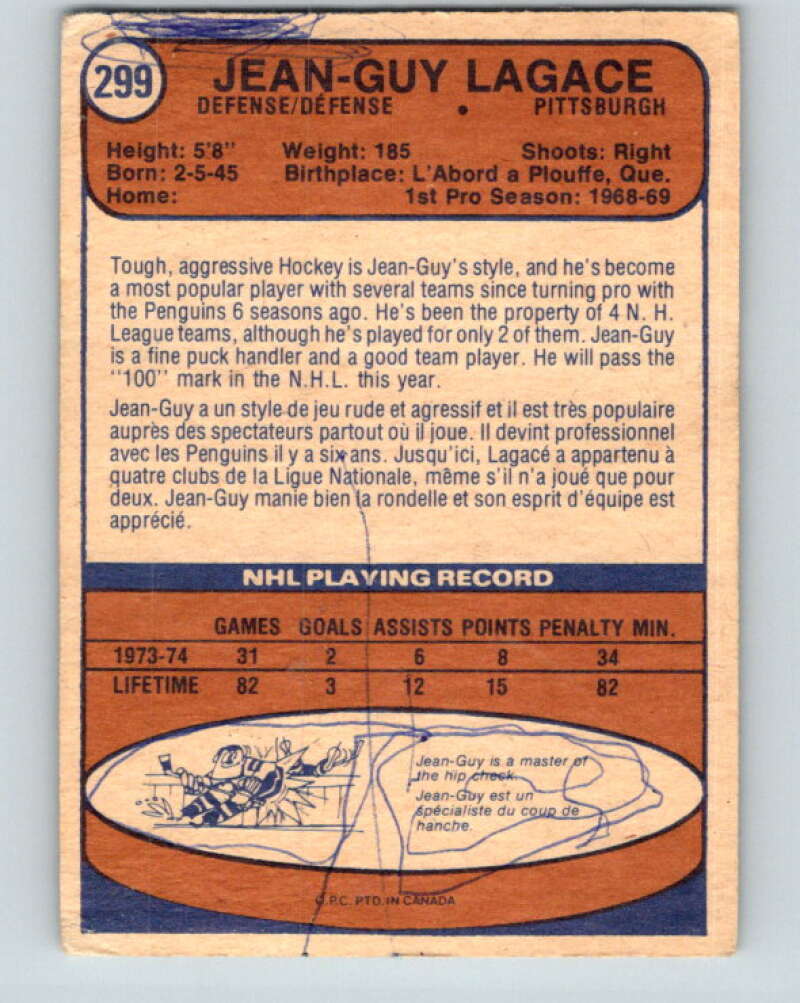 299
JEAN-GUY LAGACE
DEFENSE/DÉFENSE • PITTSBURGH
Height: 5'8" Weight: 185 Shoots: Right
Born: 2-5-45 Birthplace: L'Abord a Plouffe, Que.
Home: 1st Pro Season: 1968-69
Tough, aggressive Hockey is Jean-Guy's style, and he's become
a most popular player with several teams since turning pro with
the Penguins 6 seasons ago. He's been the property of 4 N. H.
League teams, although he's played for only 2 of them. Jean-Guy
is a fine puck handler and a good team player. He will pass the
"100" mark in the N.H.L. this year.
Jean-Guy a un style de jeu rude et agressif et il est très populaire
auprès des spectateurs partout où il joue. Il devint professionnel
avec les Penguins il y a six ans. Jusqu'ici, Lagacé a appartenu à
quatre clubs de la Ligue Nationale, même s'il n'a joué que pour
deux. Jean-Guy manie bien la rondelle et son esprit d'équipe est
apprécié.
NHL PLAYING RECORD
GAMES GOALS ASSISTS POINTS PENALTY MIN.
1973-74 31 2 6 8 34
LIFETIME 82 3 12 15 82
Jean-Guy is a master of
the hip check.
Jean-Guy est un
spécialiste du coup de
hanche.
O.P.C. PTD. IN CANADA